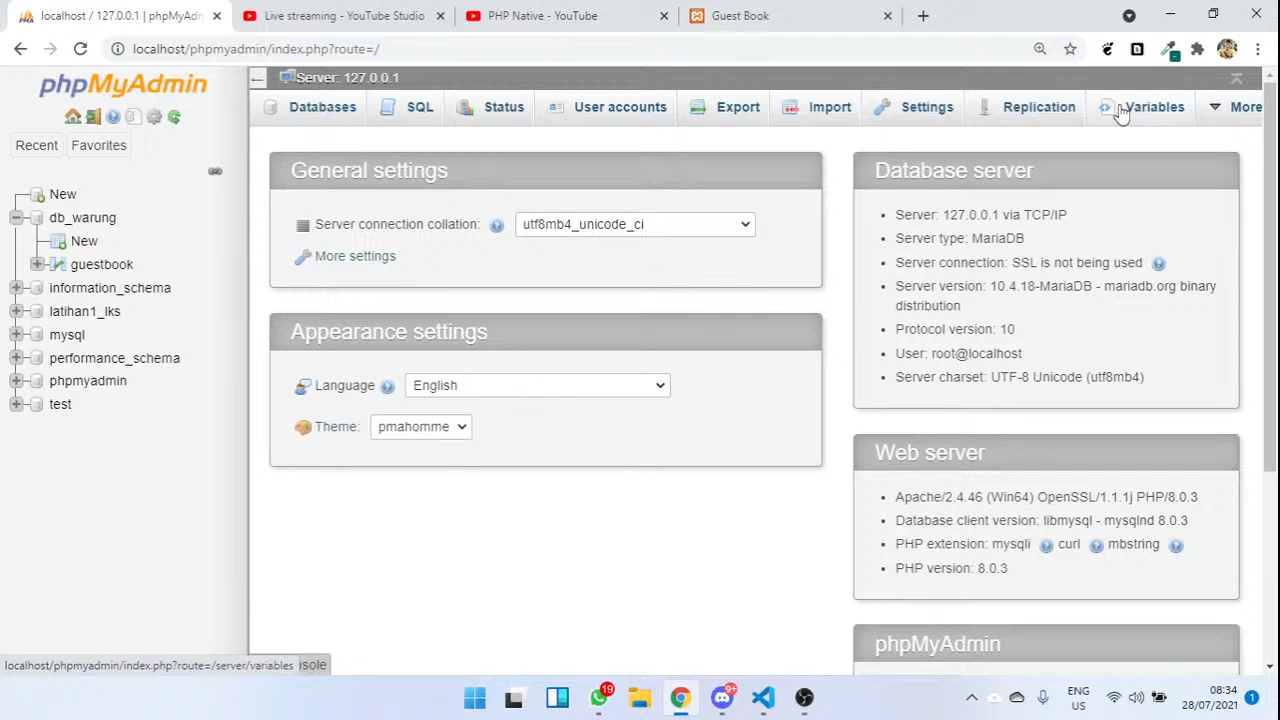 localhost / 127.0.0.1 | phpMyAdm
Live streaming - YouTube Studio
PHP Native - YouTube
Guest Book
localhost/phpmyadmin/index.php?route=/
phpMyAdmin
Recent
Favorites
New
db_warung
New
guestbook
information_schema
latihan1_lks
mysql
performance_schema
phpmyadmin
test
Server: 127.0.0.1
Databases
SQL
Status
User accounts
Export
Import
Settings
Replication
Variables
More
General settings
Server connection collation:
utf8mb4_unicode_ci
More settings
Appearance settings
Language
English
Theme:
pmahomme
Database server
Server: 127.0.0.1 via TCP/IP
Server type: MariaDB
Server connection: SSL is not being used
Server version: 10.4.18-MariaDB - mariadb.org binary
distribution
Protocol version: 10
User: root@localhost
Server charset: UTF-8 Unicode (utf8mb4)
Web server
Apache/2.4.46 (Win64) OpenSSL/1.1.1j PHP/8.0.3
Database client version: libmysql - mysqlnd 8.0.3
PHP extension: mysqli curl mbstring
PHP version: 8.0.3
phpMyAdmin
localhost/phpmyadmin/index.php?route=/server/variables
nsole
19
9+
ENG
US
08:34
28/07/2021
1